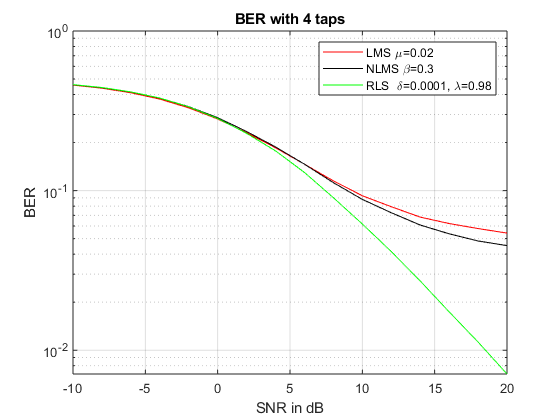 BER with 4 taps
LMS μ=0.02
NLMS β=0.3
RLS δ=0.0001, λ=0.98
BER
10^0
10^-1
10^-2
-10 -5 0 5 10 15 20
SNR in dB